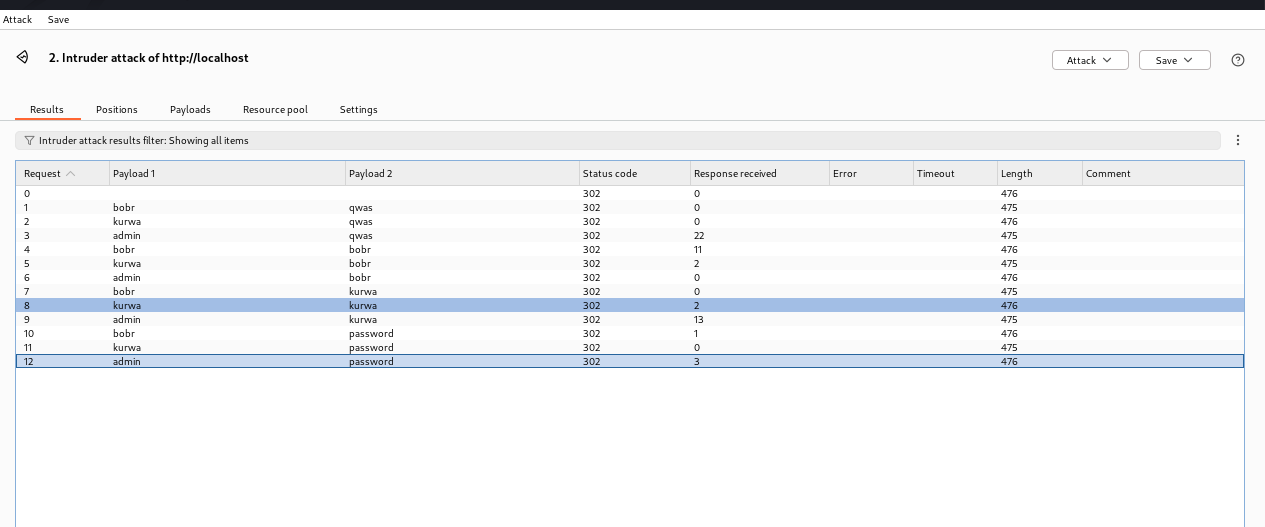 Attack Save
2. Intruder attack of http://localhost
Attack Save ?
Results Positions Payloads Resource pool Settings
Intruder attack results filter: Showing all items
Request Payload 1 Payload 2 Status code Response received Error Timeout Length Comment
0 302 0 476
1 bobr qwas 302 0 475
2 kurwa qwas 302 0 476
3 admin qwas 302 22 475
4 bobr bobr 302 11 476
5 kurwa bobr 302 2 475
6 admin bobr 302 0 476
7 bobr kurwa 302 0 475
8 kurwa kurwa 302 2 476
9 admin kurwa 302 13 475
10 bobr password 302 1 476
11 kurwa password 302 0 475
12 admin password 302 3 476